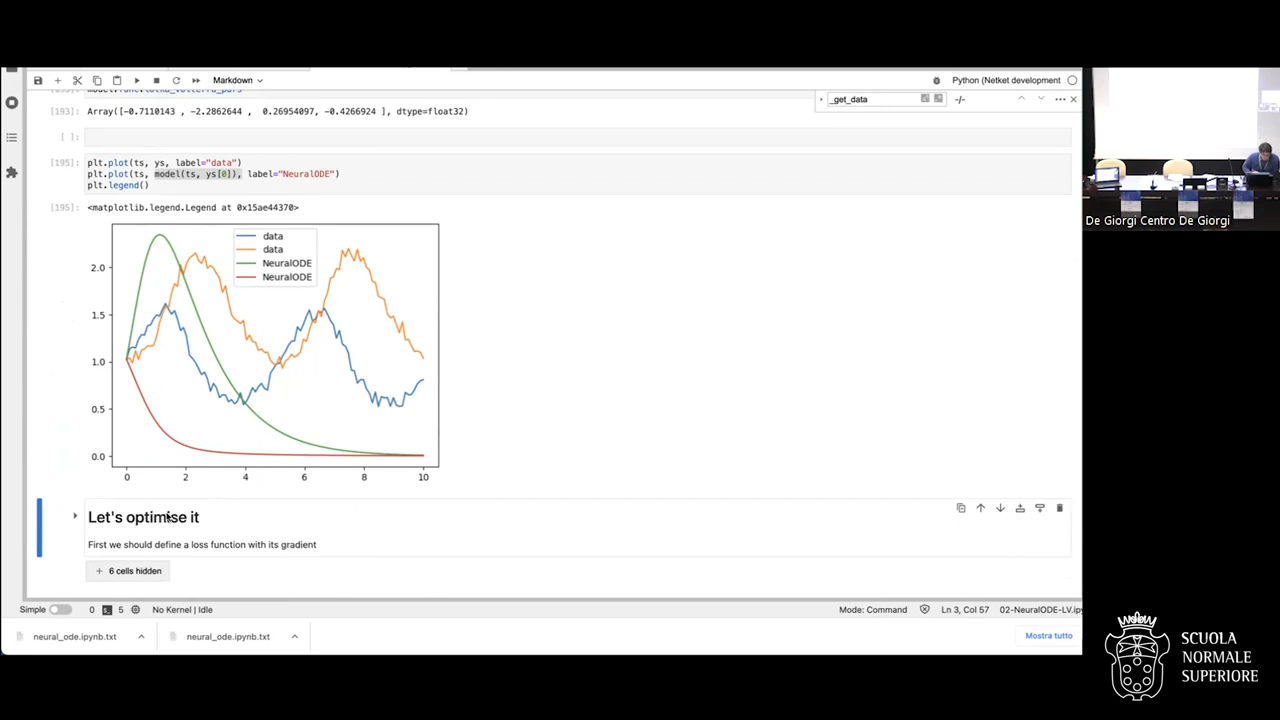 Markdown
Python (Netket development
_get_data
-/-
[193]:
Array([-0.7110143 , -2.2862644 , 0.26954097, -0.4266924 ], dtype=float32)
[ ]:
[195]:
plt.plot(ts, ys, label="data")
plt.plot(ts, model(ts, ys[0]), label="NeuralODE")
plt.legend()
[195]:
<matplotlib.legend.Legend at 0x15ae44370>
data
data
NeuralODE
NeuralODE
2.0
1.5
1.0
0.5
0.0
0 2 4 6 8 10
Let's optimise it
First we should define a loss function with its gradient
+ 6 cells hidden
Simple 0 5 No Kernel | Idle
Mode: Command Ln 3, Col 57 02-NeuralODE-LV.ipy
neural_ode.ipynb.txt
neural_ode.ipynb.txt
Mostra tutto
De Giorgi Centro De Giorgi
SCUOLA
NORMALE
SUPERIORE